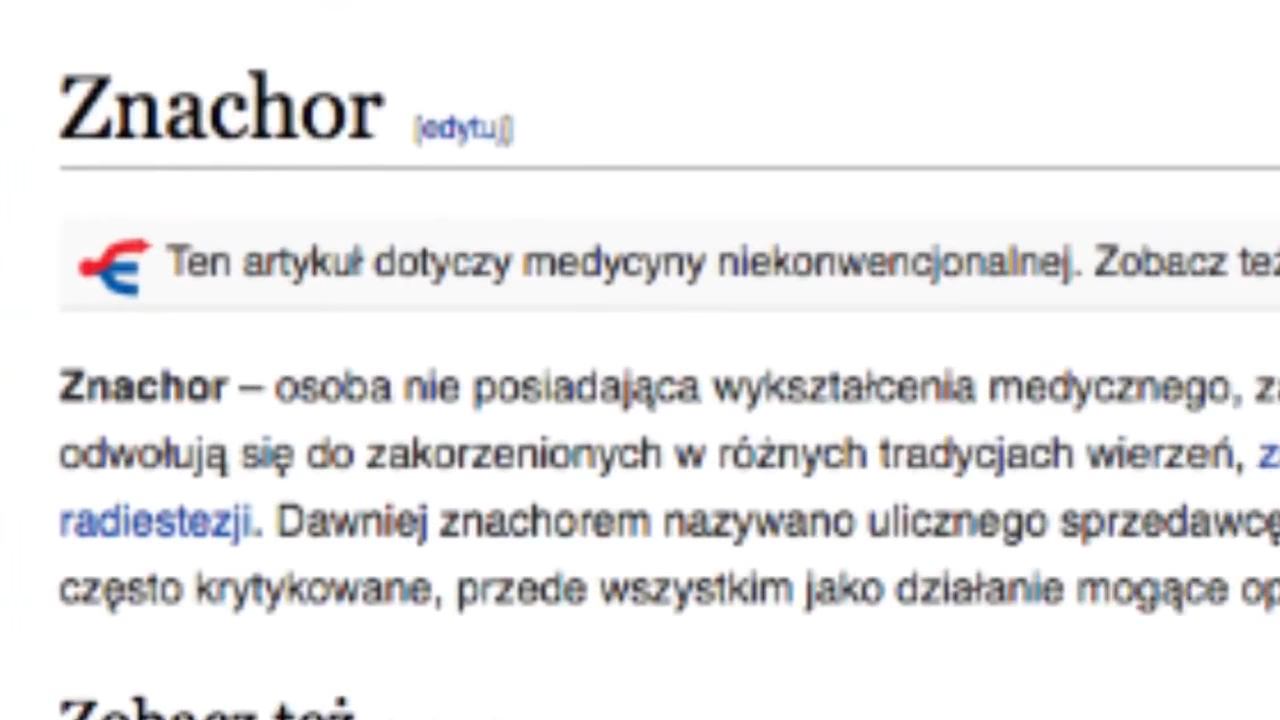 Znachor [edytuj]
Ten artykuł dotyczy medycyny niekonwencjonalnej. Zobacz też
Znachor – osoba nie posiadająca wykształcenia medycznego,
odwołują się do zakorzenionych w różnych tradycjach wierzeń,
radiestezji. Dawniej znachorem nazywano ulicznego sprzedawcę
często krytykowane, przede wszystkim jako działanie mogące
Zobacz też